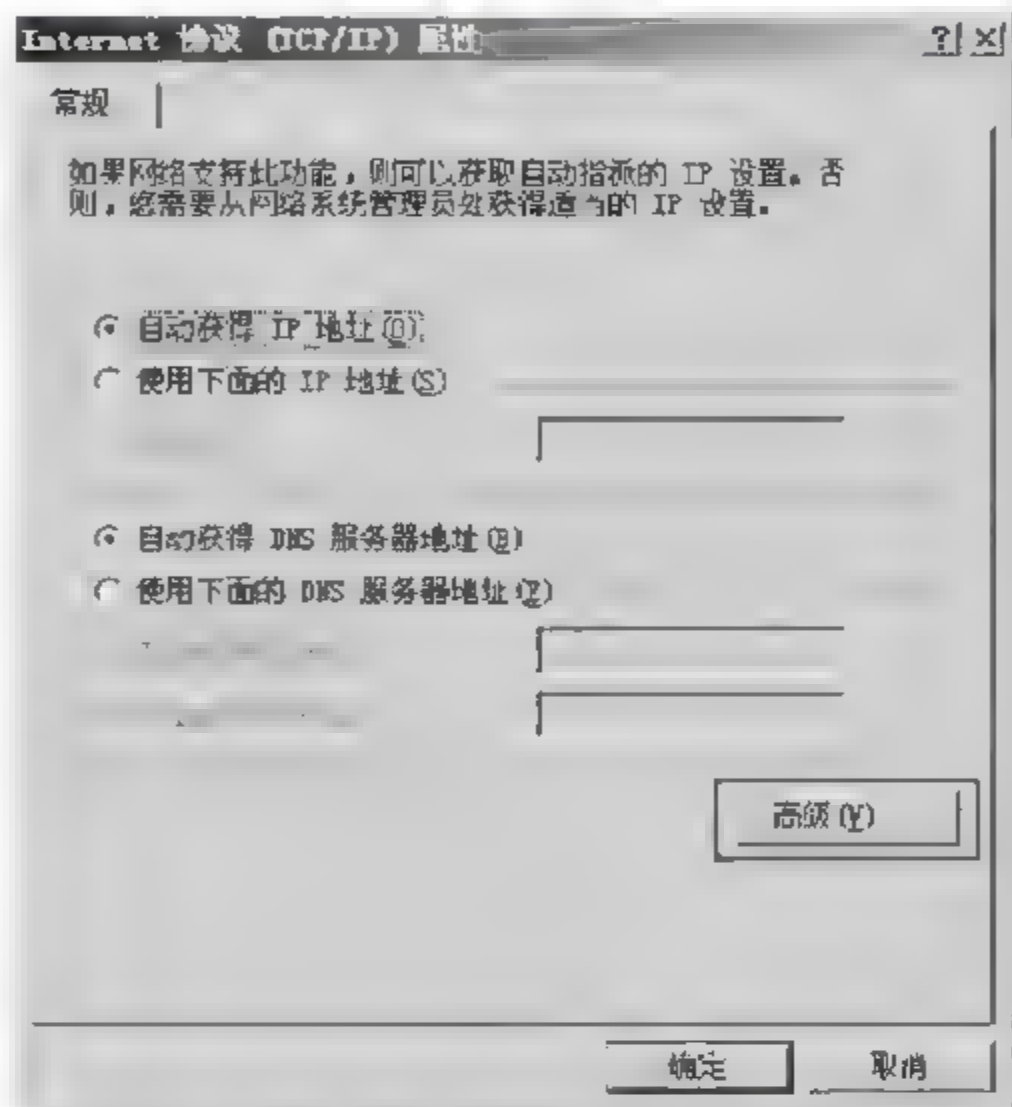 Internet 协议 (TCP/IP) 属性
常规
如果网络支持此功能，则可以获取自动指派的 IP 设置。否
则，您需要从网络系统管理员处获得适当的 IP 设置。
自动获得 IP 地址(O)
使用下面的 IP 地址(S)
自动获得 DNS 服务器地址(B)
使用下面的 DNS 服务器地址(E)
高级(V)
确定
取消